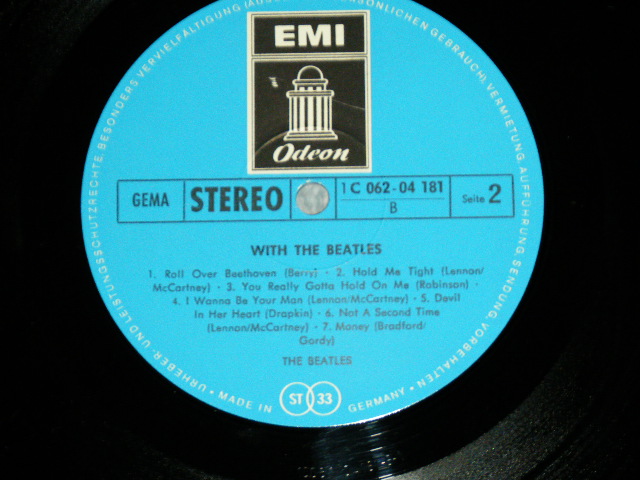 EMI
Odeon
GEMA STEREO 1 C 062-04 181 Seite 2
B
WITH THE BEATLES
1. Roll Over Beethoven (Berry) · 2. Hold Me Tight (Lennon/
McCartney) · 3. You Really Gotta Hold On Me (Robinson) ·
4. I Wanna Be Your Man (Lennon/McCartney) · 5. Devil
In Her Heart (Drapkin) · 6. Not A Second Time
(Lennon/McCartney) · 7. Money (Bradford/
Gordy)
THE BEATLES
URHEBER- UND LEISTUNGSSCHUTZRECHTE, BESONDERS VERVIELFÄLTIGUNG PERSÖNLICHEN GEBRAUCH), VERMIETUNG, AUFFÜHRUNG, SENDUNG, VORBEHALTEN.
· MADE IN GERMANY ·
ST 33